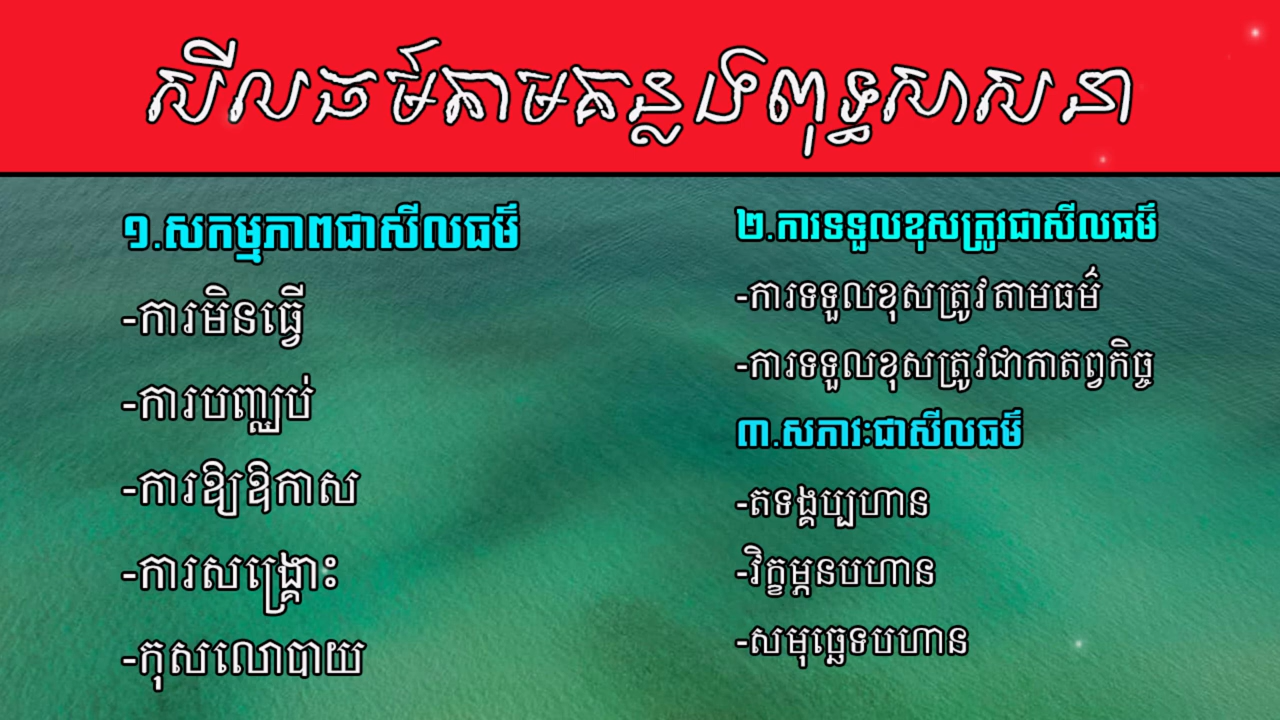 សីលធម៌តាមគន្លងពុទ្ធសាសនា
១.សកម្មភាពជាសីលធម៌
-ការមិនធ្វើ
-ការបញ្ឈប់
-ការឱ្យឱកាស
-ការសង្គ្រោះ
-កុសលោបាយ
២.ការទទួលខុសត្រូវជាសីលធម៌
-ការទទួលខុសត្រូវតាមធម៌
-ការទទួលខុសត្រូវជាកាតព្វកិច្ច
៣.សភាវៈជាសីលធម៌
-តទង្គប្បហាន
-វិក្ខម្ភនបហាន
-សមុច្ឆេទបហាន